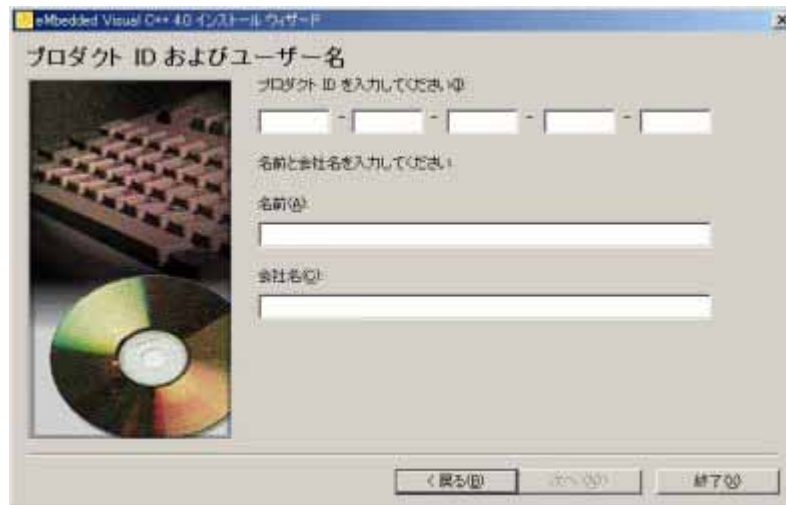 eMbedded Visual C++ 4.0 インストール ウィザード
プロダクト ID およびユーザー名
プロダクト ID を入力してください(I):
- - - -
名前と会社名を入力してください
名前(A):
会社名(C):
< 戻る(B)
次へ(N)
終了(X)